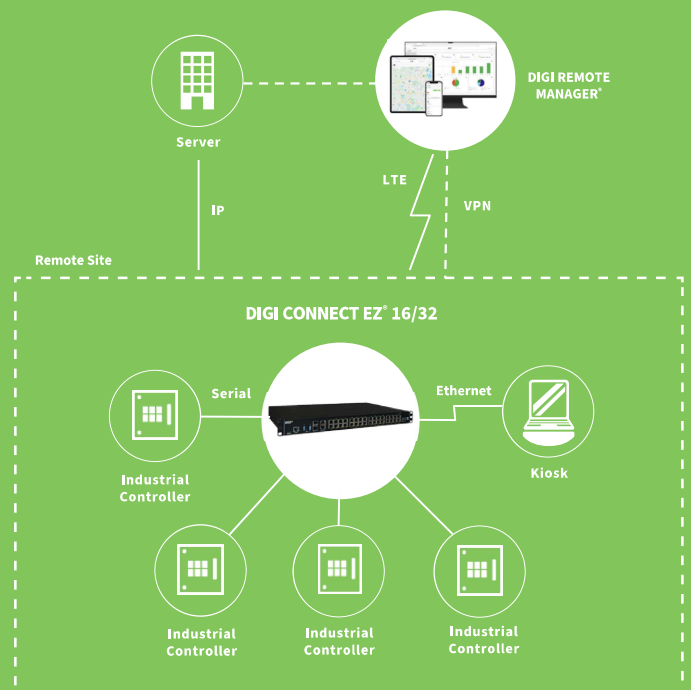 DIGI REMOTE
MANAGER®
Server
LTE
IP
VPN
Remote Site
DIGI CONNECT EZ® 16/32
Serial
Ethernet
Industrial
Controller
Kiosk
Industrial
Controller
Industrial
Controller
Industrial
Controller